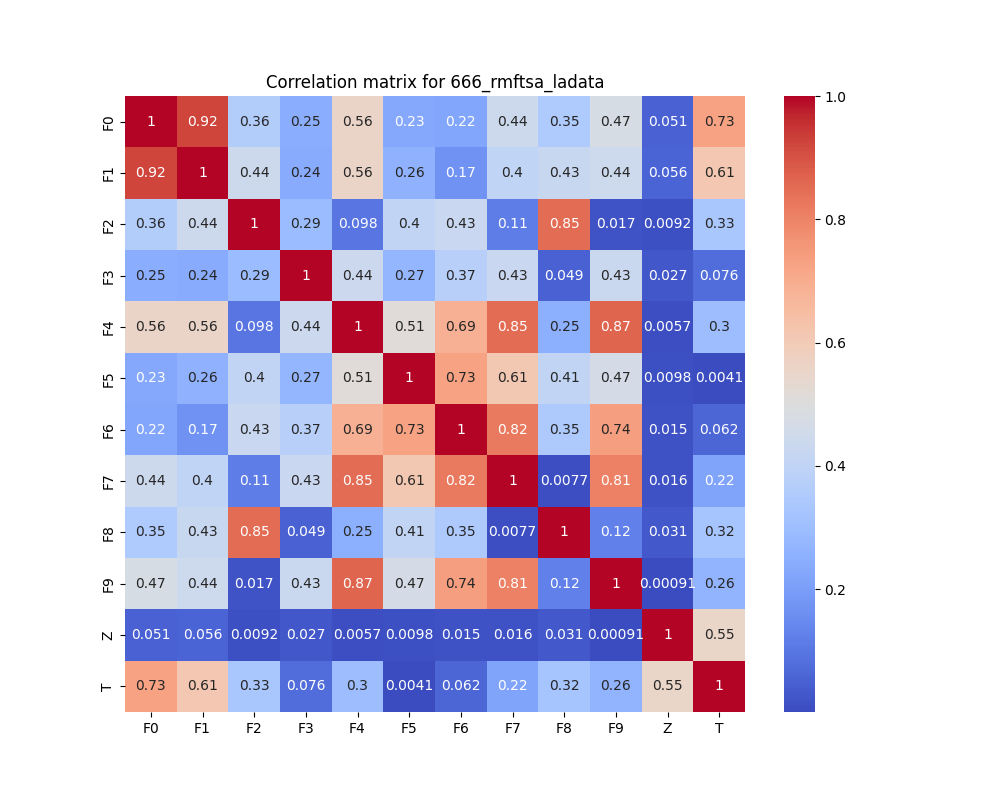 Correlation matrix for 666_rmftsa_ladata
F0 1 0.92 0.36 0.25 0.56 0.23 0.22 0.44 0.35 0.47 0.051 0.73
F1 0.92 1 0.44 0.24 0.56 0.26 0.17 0.4 0.43 0.44 0.056 0.61
F2 0.36 0.44 1 0.29 0.098 0.4 0.43 0.11 0.85 0.017 0.0092 0.33
F3 0.25 0.24 0.29 1 0.44 0.27 0.37 0.43 0.049 0.43 0.027 0.076
F4 0.56 0.56 0.098 0.44 1 0.51 0.69 0.85 0.25 0.87 0.0057 0.3
F5 0.23 0.26 0.4 0.27 0.51 1 0.73 0.61 0.41 0.47 0.0098 0.0041
F6 0.22 0.17 0.43 0.37 0.69 0.73 1 0.82 0.35 0.74 0.015 0.062
F7 0.44 0.4 0.11 0.43 0.85 0.61 0.82 1 0.0077 0.81 0.016 0.22
F8 0.35 0.43 0.85 0.049 0.25 0.41 0.35 0.0077 1 0.12 0.031 0.32
F9 0.47 0.44 0.017 0.43 0.87 0.47 0.74 0.81 0.12 1 0.00091 0.26
Z 0.051 0.056 0.0092 0.027 0.0057 0.0098 0.015 0.016 0.031 0.00091 1 0.55
T 0.73 0.61 0.33 0.076 0.3 0.0041 0.062 0.22 0.32 0.26 0.55 1
F0 F1 F2 F3 F4 F5 F6 F7 F8 F9 Z T
1.0
0.8
0.6
0.4
0.2